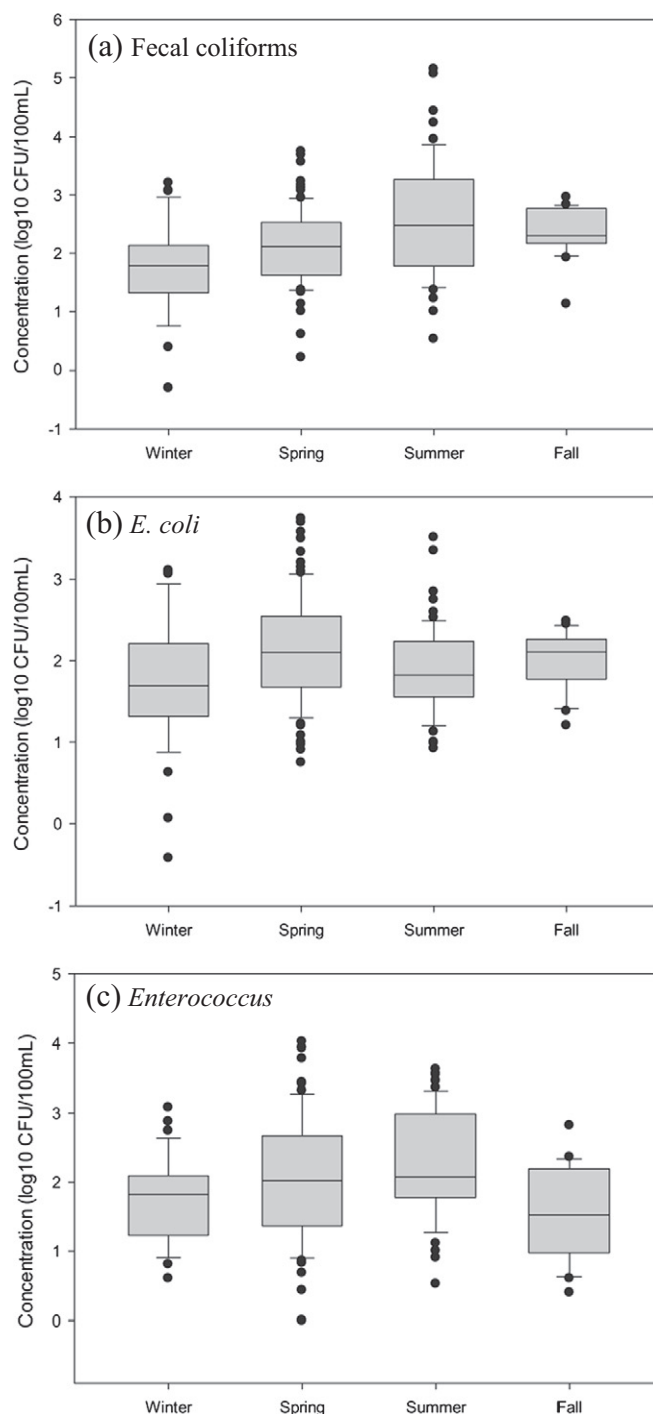 (a) Fecal coliforms
Concentration (log10 CFU/100mL)
6
5
4
3
2
1
0
-1
Winter Spring Summer Fall
(b) E. coli
Concentration (log10 CFU/100mL)
4
3
2
1
0
-1
Winter Spring Summer Fall
(c) Enterococcus
Concentration (log10 CFU/100mL)
5
4
3
2
1
0
Winter Spring Summer Fall